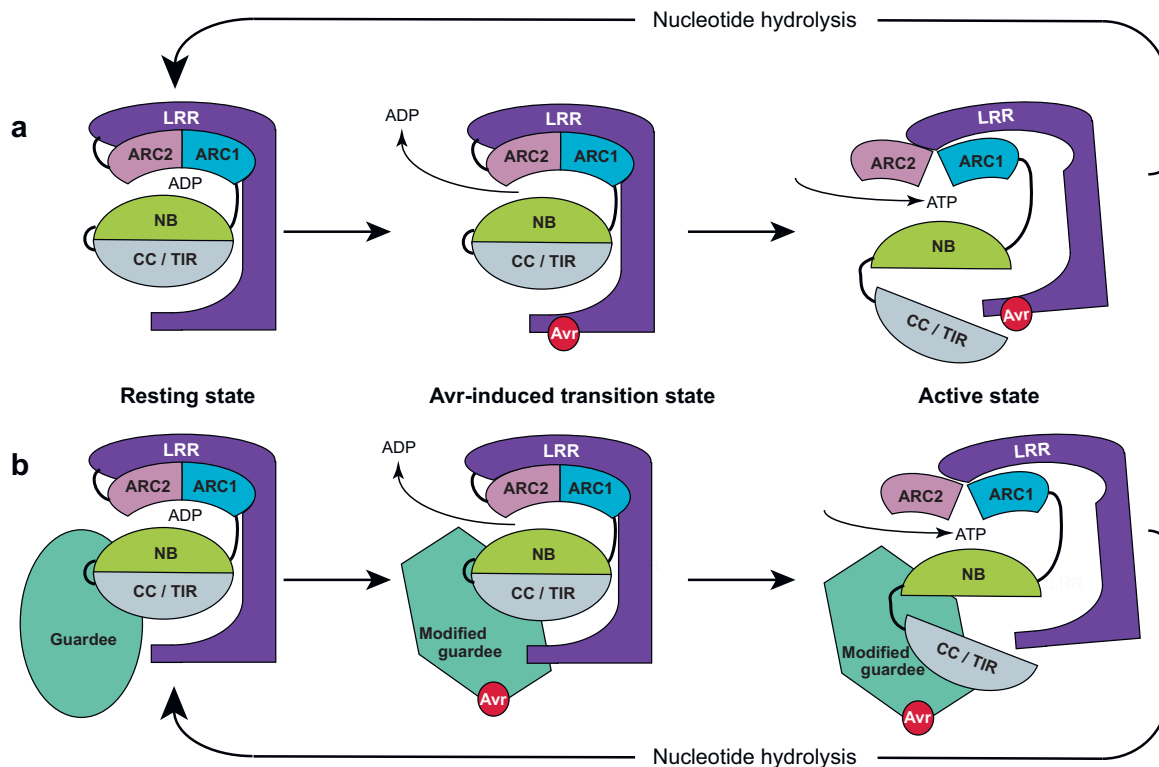 Nucleotide hydrolysis
a
LRR
ARC2
ARC1
ADP
NB
CC / TIR
ADP
LRR
ARC2
ARC1
NB
CC / TIR
Avr
LRR
ARC2
ARC1
ATP
NB
CC / TIR
Avr
Resting state
Avr-induced transition state
Active state
b
LRR
ARC2
ARC1
ADP
NB
CC / TIR
Guardee
ADP
LRR
ARC2
ARC1
NB
CC / TIR
Modified
guardee
Avr
LRR
ARC2
ARC1
ATP
NB
LRR
CC / TIR
Modified
guardee
Avr
Nucleotide hydrolysis